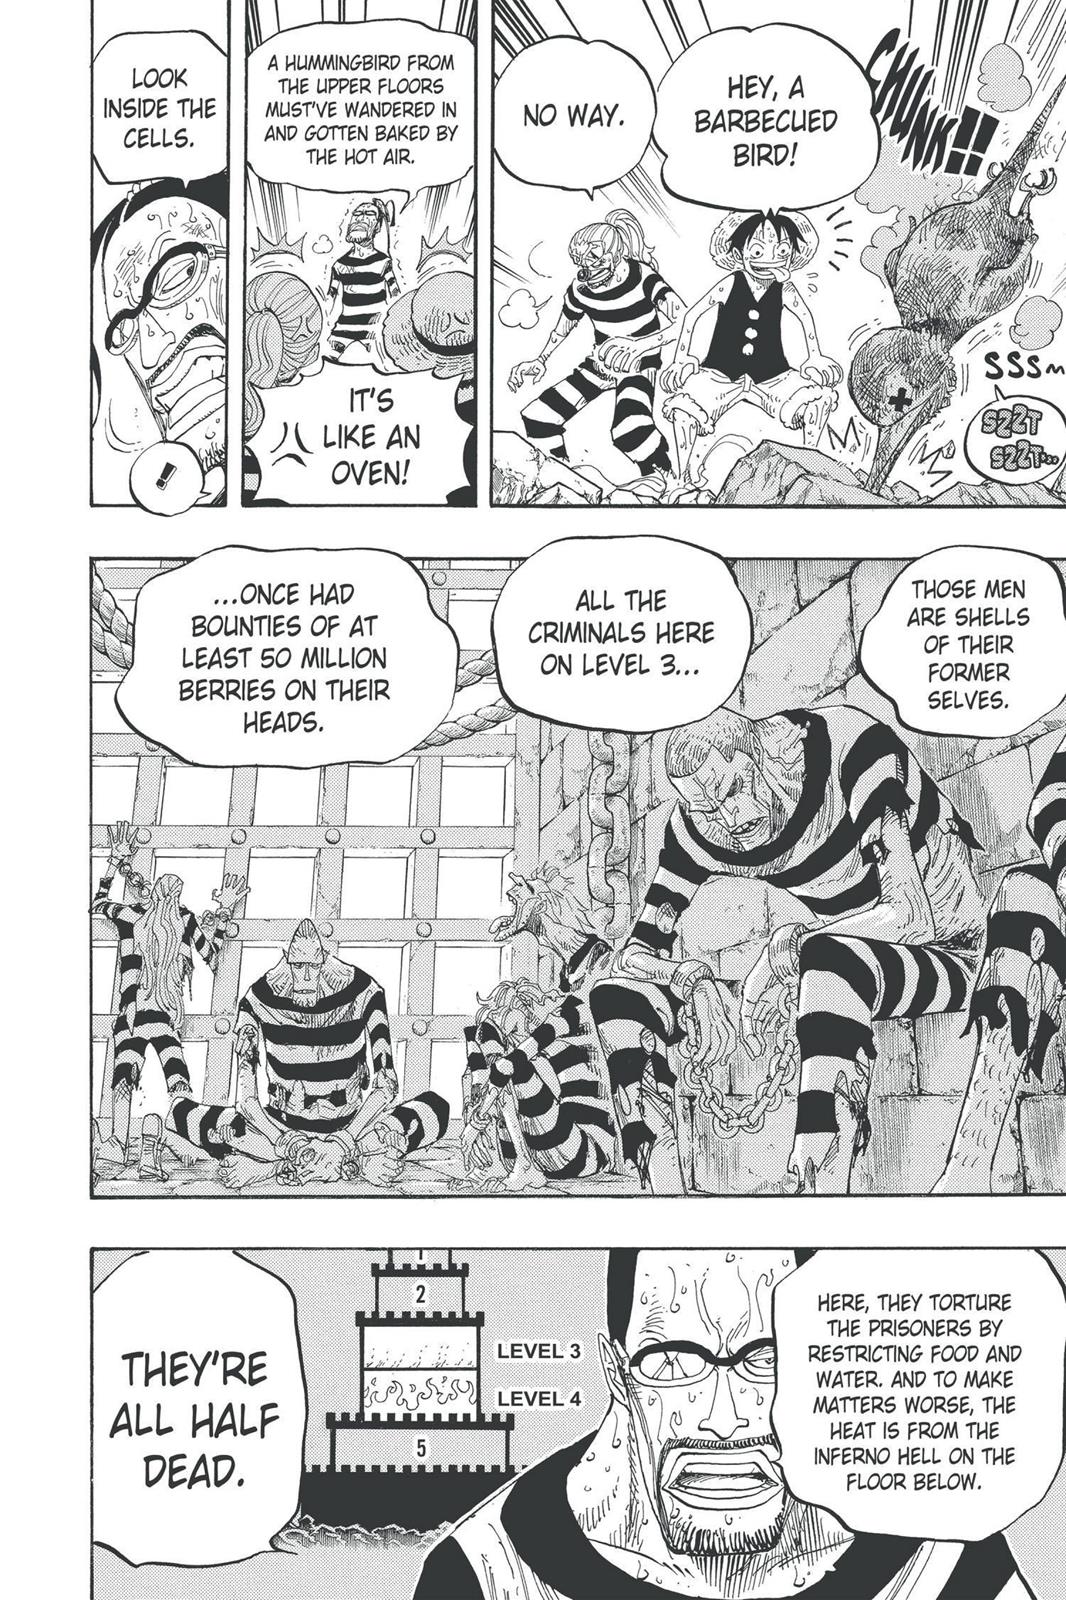 CHUNK!!
HEY, A
BARBECUED
BIRD!
SSS
SZZT
SZZT...
NO WAY.
A HUMMINGBIRD FROM
THE UPPER FLOORS
MUST'VE WANDERED IN
AND GOTTEN BAKED BY
THE HOT AIR.
IT'S
LIKE AN
OVEN!
LOOK
INSIDE THE
CELLS.
!
THOSE MEN
ARE SHELLS
OF THEIR
FORMER
SELVES.
ALL THE
CRIMINALS HERE
ON LEVEL 3...
...ONCE HAD
BOUNTIES OF AT
LEAST 50 MILLION
BERRIES ON THEIR
HEADS.
HERE, THEY TORTURE
THE PRISONERS BY
RESTRICTING FOOD AND
WATER. AND TO MAKE
MATTERS WORSE, THE
HEAT IS FROM THE
INFERNO HELL ON THE
FLOOR BELOW.
1
2
LEVEL 3
LEVEL 4
5
THEY'RE
ALL HALF
DEAD.